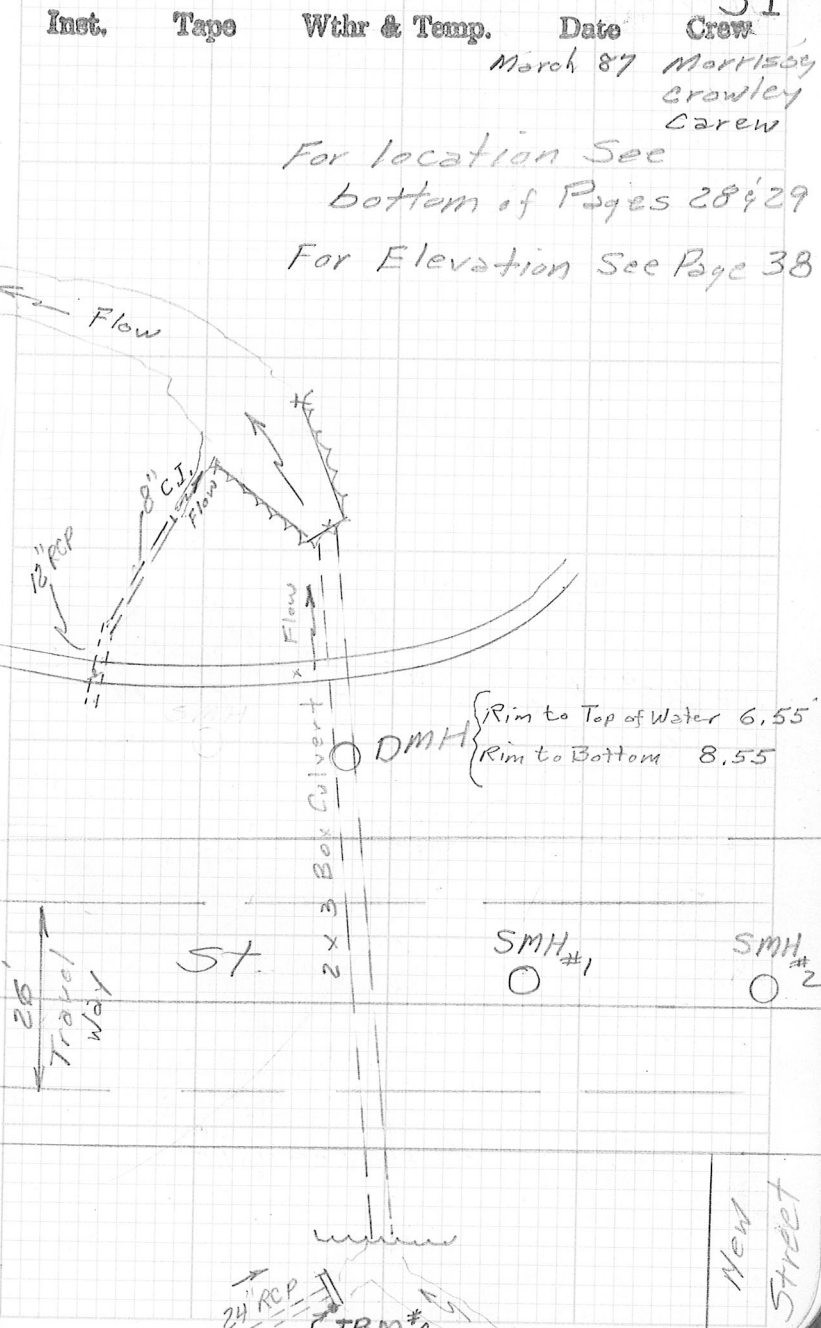 Inst. Tape Wthr & Temp. Date Crew
March 87 Morrison
Crowley
Carew
For location See
bottom of Pages 28 & 29
For Elevation See Page 38
Flow
8" C.I.
Flow
12" RCP
Flow
2 x 3 Box Culvert
DMH
Rim to Top of Water 6.55'
Rim to Bottom 8.55
26'
Travel
Way
St.
SMH #1
SMH #2
New
Street
24" RCP